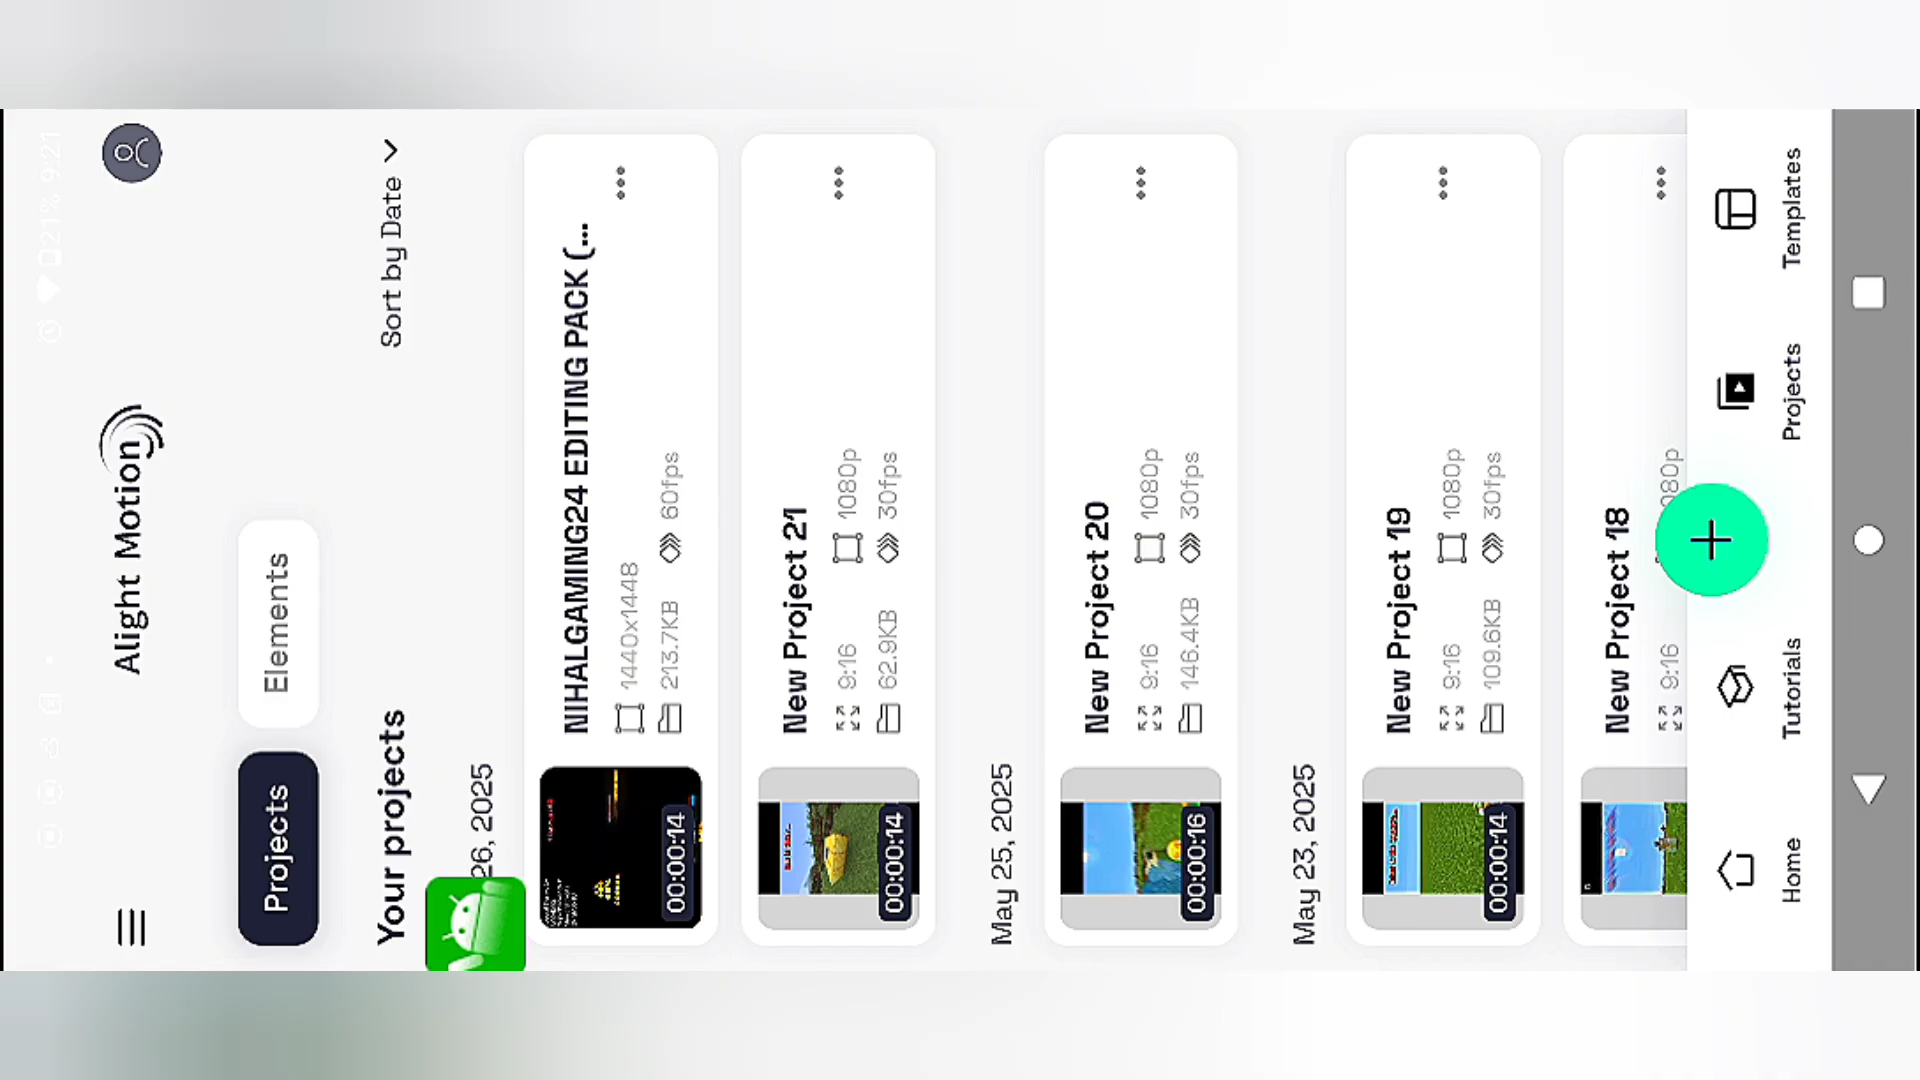 21% 9:21
Alight Motion
Projects
Elements
Your projects
Sort by Date
26, 2025
NIHALGAMING24 EDITING PACK (...
1440x1448
213.7KB
60fps
00:00:14
New Project 21
9:16
1080p
62.9KB
30fps
00:00:14
May 25, 2025
New Project 20
9:16
1080p
146.4KB
30fps
00:00:16
May 23, 2025
New Project 19
9:16
1080p
109.6KB
30fps
00:00:14
New Project 18
9:16
Home
Tutorials
Projects
Templates